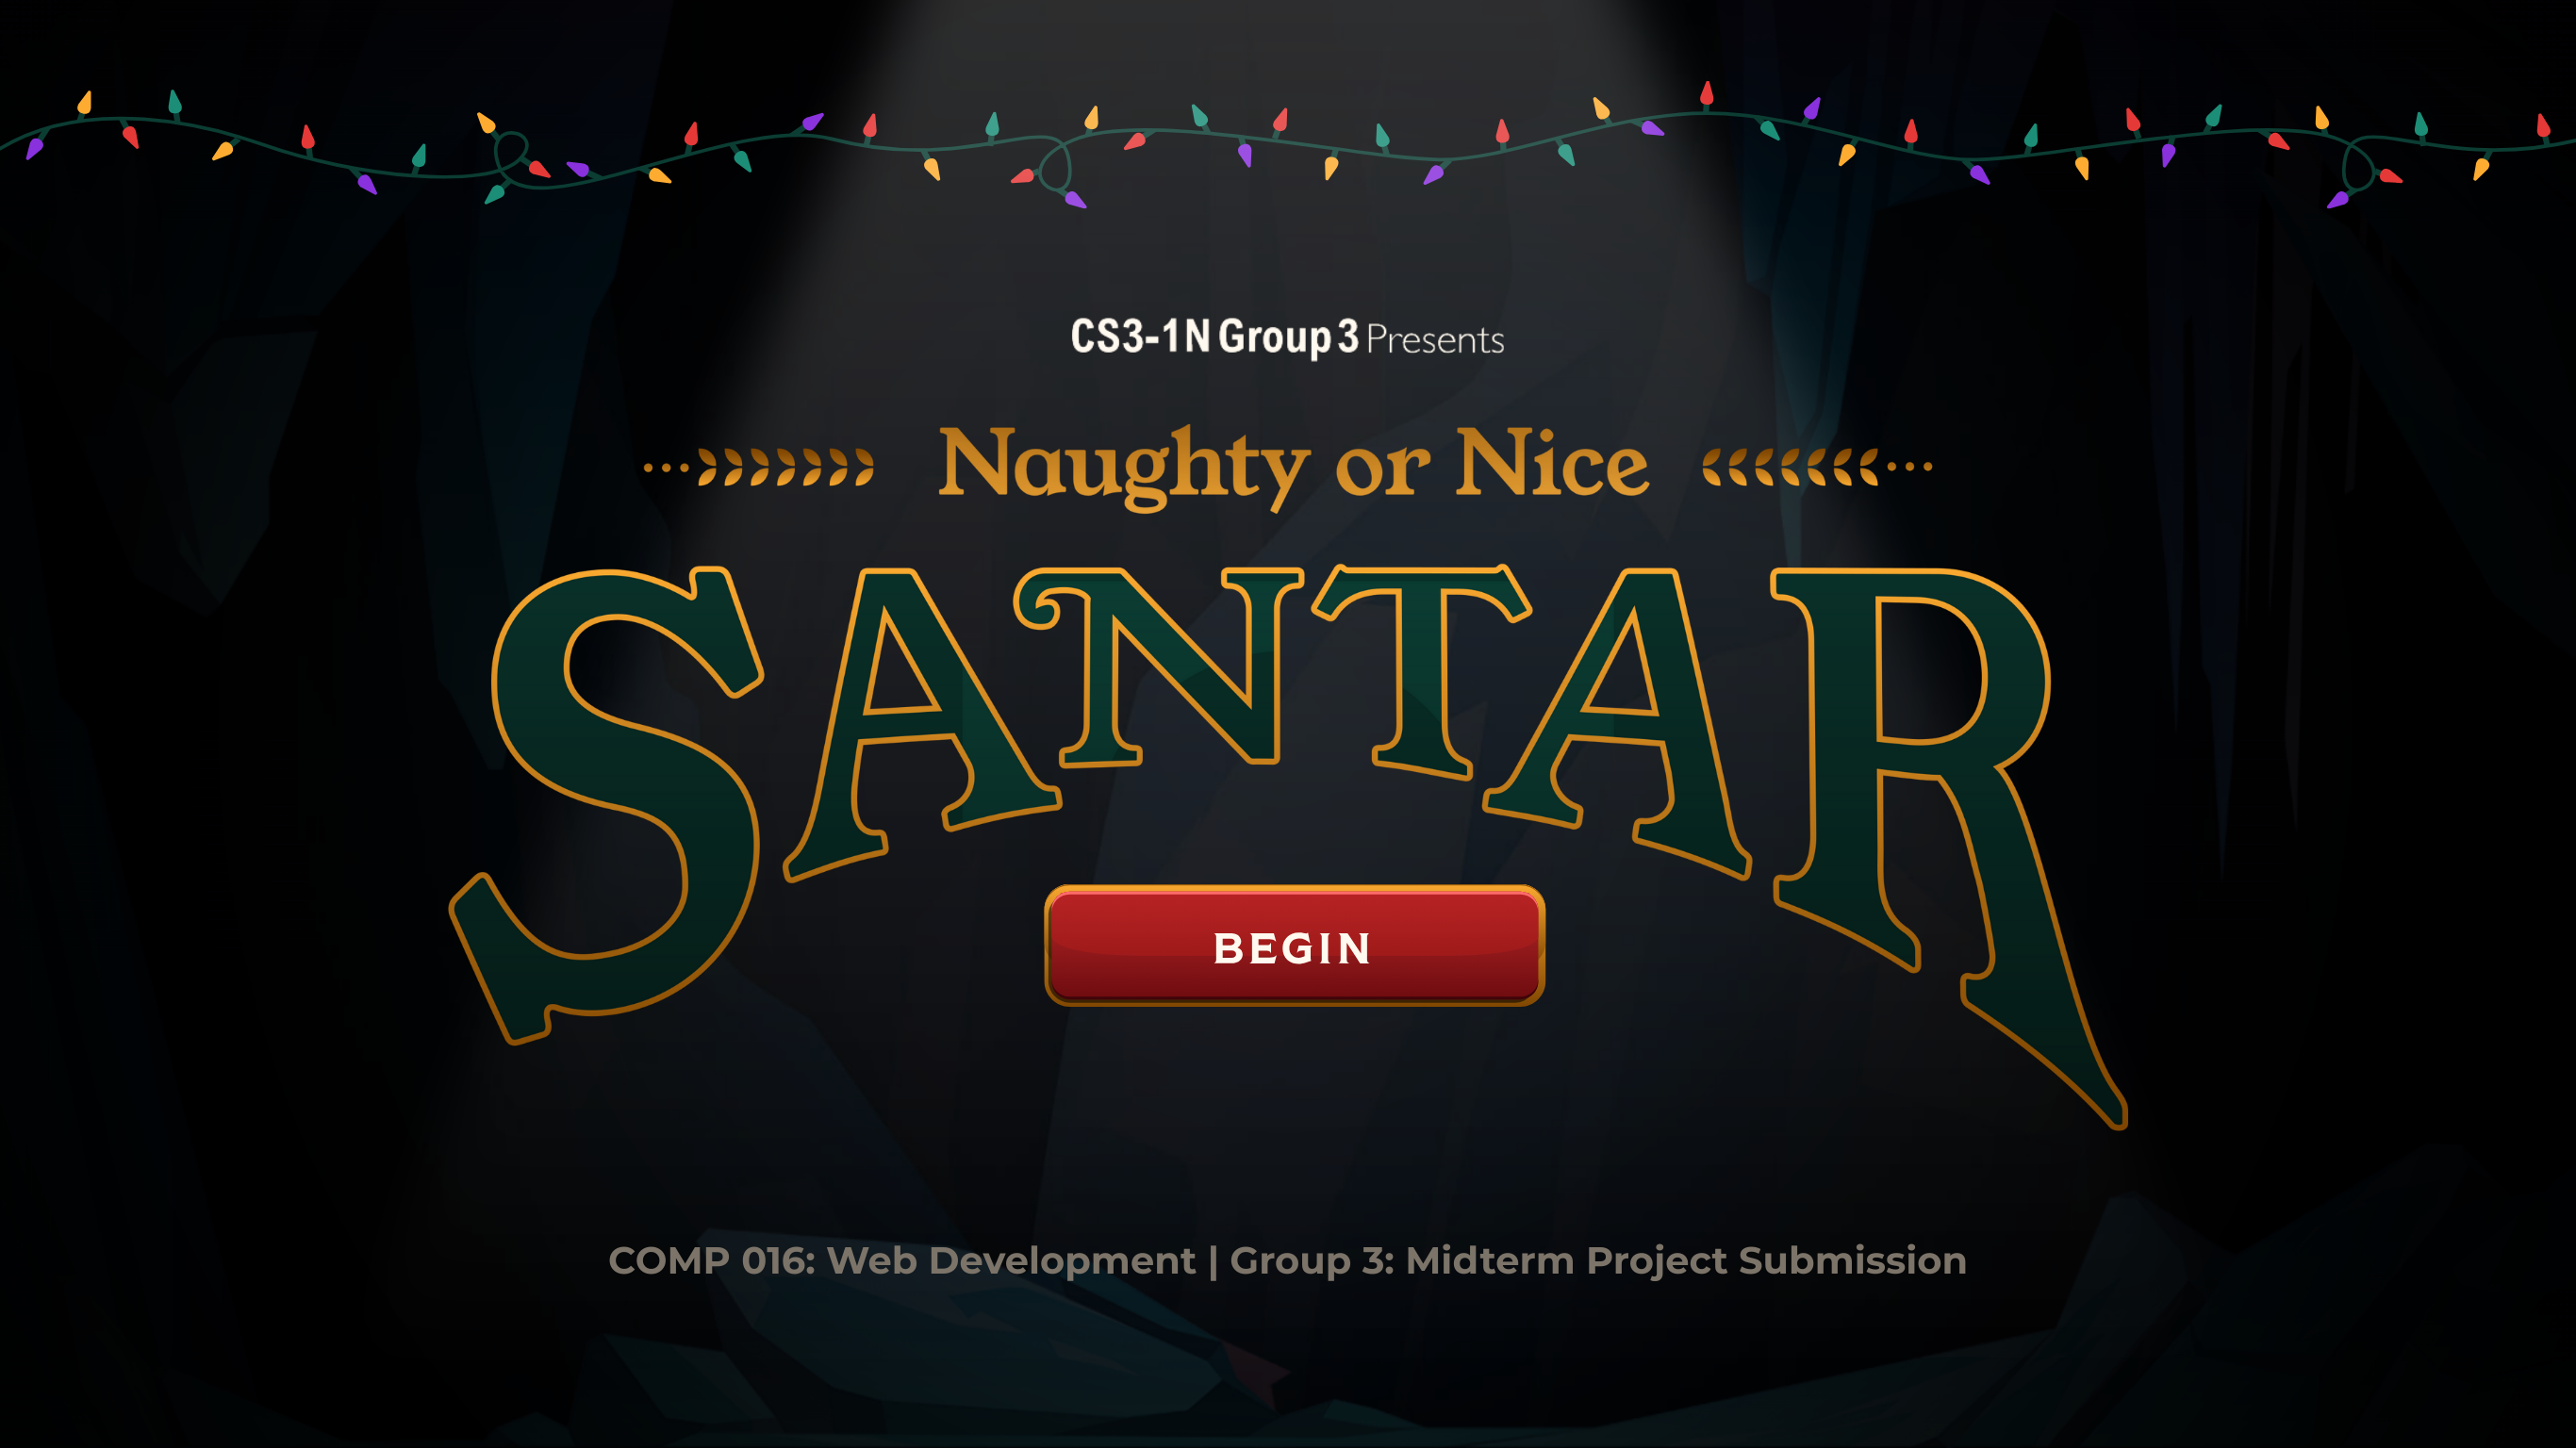 CS3-1N Group 3 Presents
Naughty or Nice
SANTAR
BEGIN
COMP 016: Web Development | Group 3: Midterm Project Submission